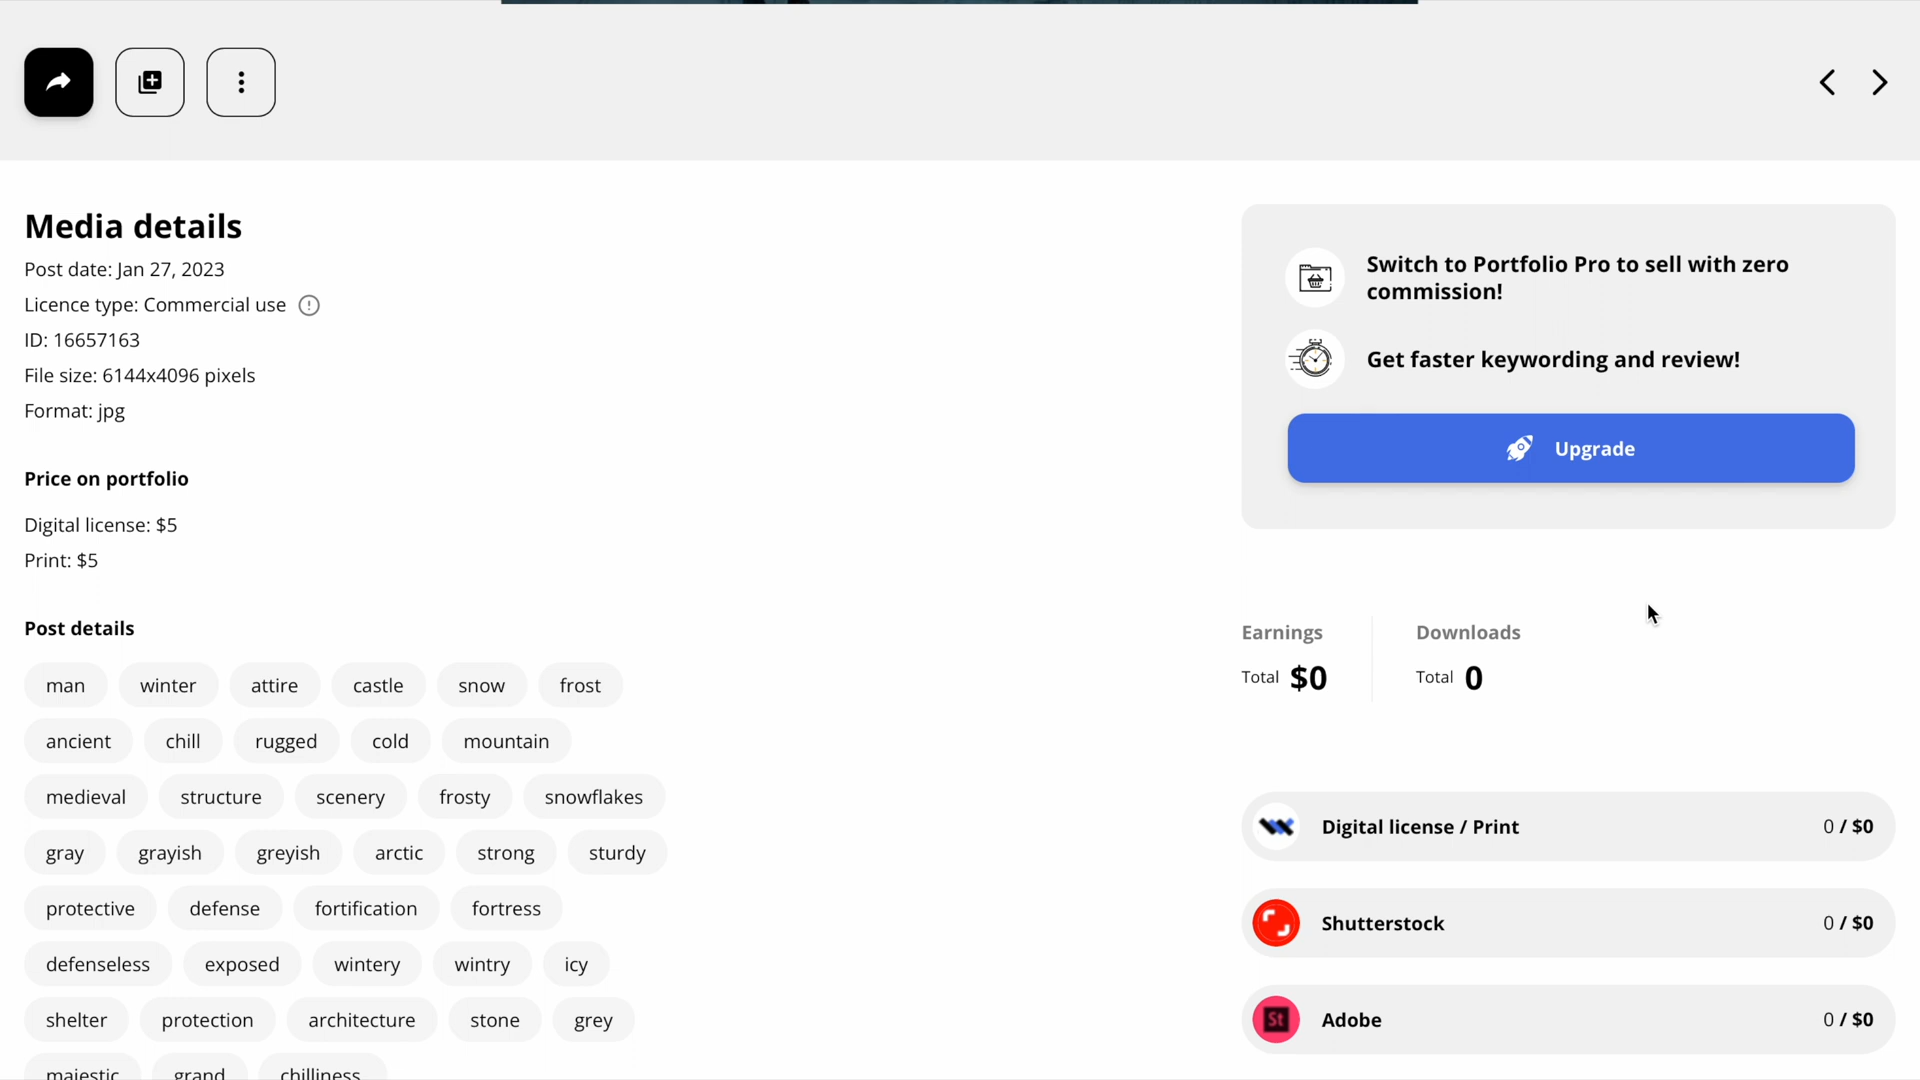 Media details
Post date: Jan 27, 2023
Licence type: Commercial use
ID: 16657163
File size: 6144x4096 pixels
Format: jpg
Price on portfolio
Digital license: $5
Print: $5
Post details
man winter attire castle snow frost
ancient chill rugged cold mountain
medieval structure scenery frosty snowflakes
gray grayish greyish arctic strong sturdy
protective defense fortification fortress
defenseless exposed wintery wintry icy
shelter protection architecture stone grey
majestic grand chilliness
Switch to Portfolio Pro to sell with zero
commission!
Get faster keywording and review!
Upgrade
Earnings Downloads
Total $0 Total 0
Digital license / Print 0 / $0
Shutterstock 0 / $0
St Adobe 0 / $0